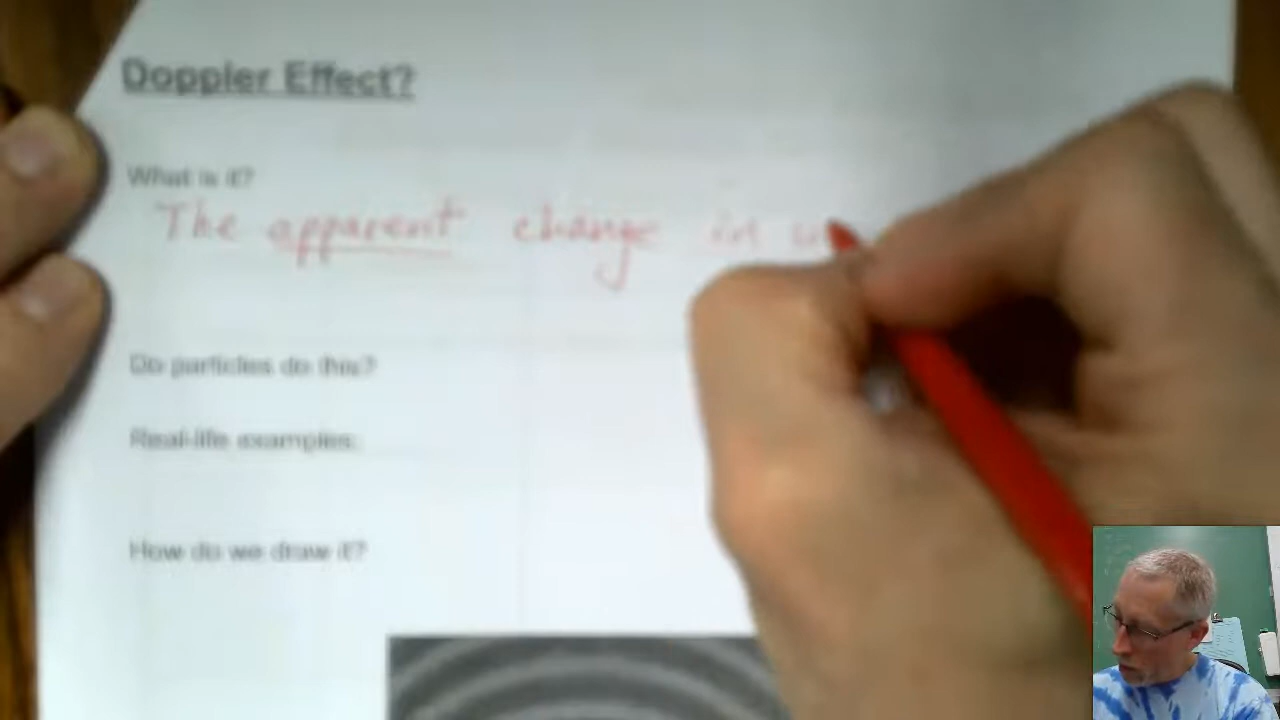 Doppler Effect?
What is it?
The apparent change in
Do particles do this?
Real-life examples:
How do we draw it?